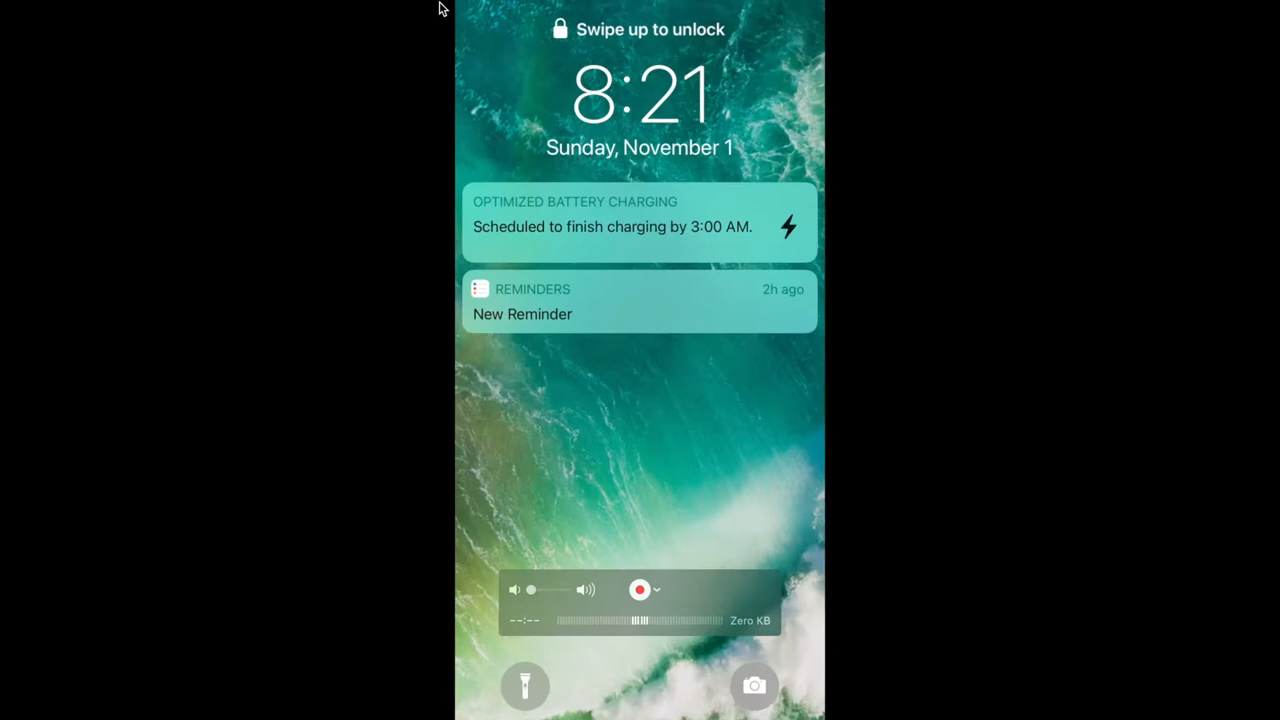 Swipe up to unlock
8:21
Sunday, November 1
OPTIMIZED BATTERY CHARGING
Scheduled to finish charging by 3:00 AM.
REMINDERS 2h ago
New Reminder
--:-- Zero KB